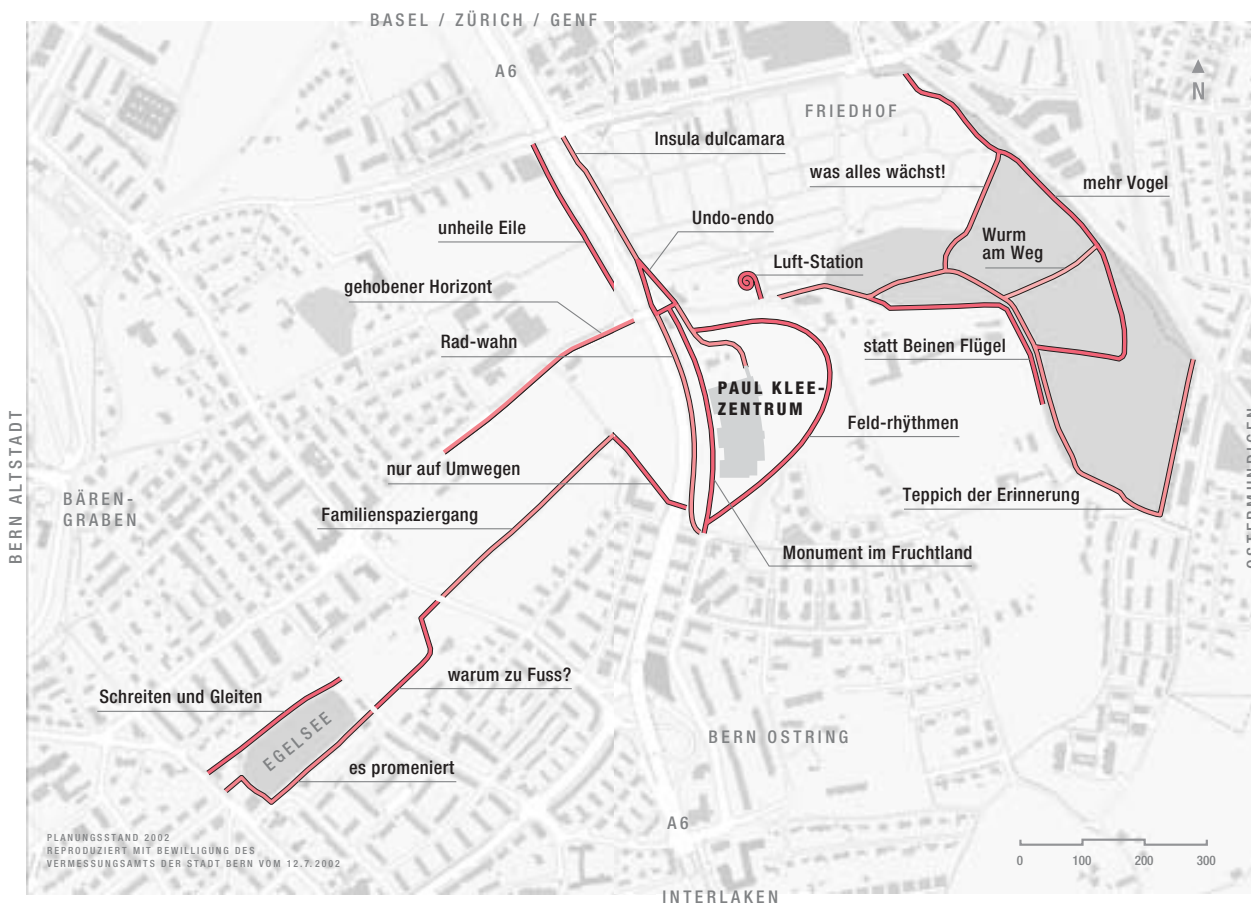 BASEL / ZÜRICH / GENF
A6
N
FRIEDHOF
Insula dulcamara
was alles wächst!
mehr Vogel
unheile Eile
Undo-endo
Wurm
am Weg
Luft-Station
gehobener Horizont
Rad-wahn
statt Beinen Flügel
PAUL KLEE-
ZENTRUM
Feld-rhÿthmen
BERN ALTSTADT
BÄREN-
GRABEN
nur auf Umwegen
Familienspaziergang
Teppich der Erinnerung
OSTERMUNDIGEN
Monument im Fruchtland
warum zu Fuss?
Schreiten und Gleiten
EGELSEE
BERN OSTRING
es promeniert
A6
PLANUNGSSTAND 2002
REPRODUZIERT MIT BEWILLIGUNG DES
VERMESSUNGSAMTS DER STADT BERN VOM 12.7.2002
0 100 200 300
INTERLAKEN